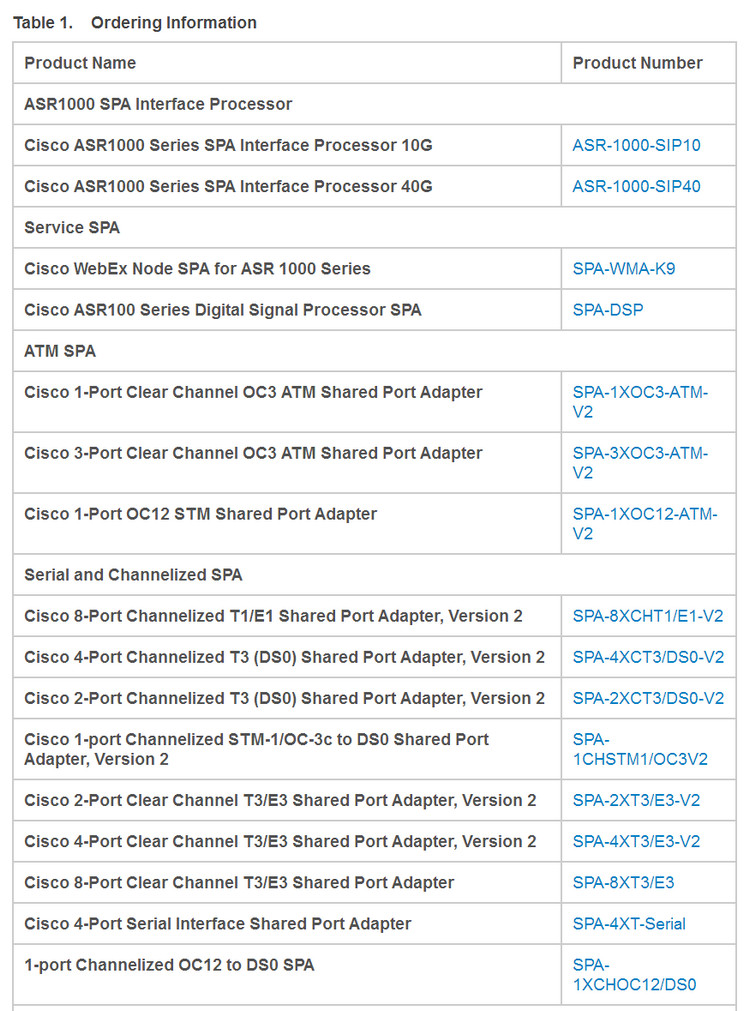 Table 1. Ordering Information
Product Name Product Number
ASR1000 SPA Interface Processor
Cisco ASR1000 Series SPA Interface Processor 10G ASR-1000-SIP10
Cisco ASR1000 Series SPA Interface Processor 40G ASR-1000-SIP40
Service SPA
Cisco WebEx Node SPA for ASR 1000 Series SPA-WMA-K9
Cisco ASR100 Series Digital Signal Processor SPA SPA-DSP
ATM SPA
Cisco 1-Port Clear Channel OC3 ATM Shared Port Adapter SPA-1XOC3-ATM-
V2
Cisco 3-Port Clear Channel OC3 ATM Shared Port Adapter SPA-3XOC3-ATM-
V2
Cisco 1-Port OC12 STM Shared Port Adapter SPA-1XOC12-ATM-
V2
Serial and Channelized SPA
Cisco 8-Port Channelized T1/E1 Shared Port Adapter, Version 2 SPA-8XCHT1/E1-V2
Cisco 4-Port Channelized T3 (DS0) Shared Port Adapter, Version 2 SPA-4XCT3/DS0-V2
Cisco 2-Port Channelized T3 (DS0) Shared Port Adapter, Version 2 SPA-2XCT3/DS0-V2
Cisco 1-port Channelized STM-1/OC-3c to DS0 Shared Port SPA-
Adapter, Version 2 1CHSTM1/OC3V2
Cisco 2-Port Clear Channel T3/E3 Shared Port Adapter, Version 2 SPA-2XT3/E3-V2
Cisco 4-Port Clear Channel T3/E3 Shared Port Adapter, Version 2 SPA-4XT3/E3-V2
Cisco 8-Port Clear Channel T3/E3 Shared Port Adapter SPA-8XT3/E3
Cisco 4-Port Serial Interface Shared Port Adapter SPA-4XT-Serial
1-port Channelized OC12 to DS0 SPA SPA-
1XCHOC12/DS0